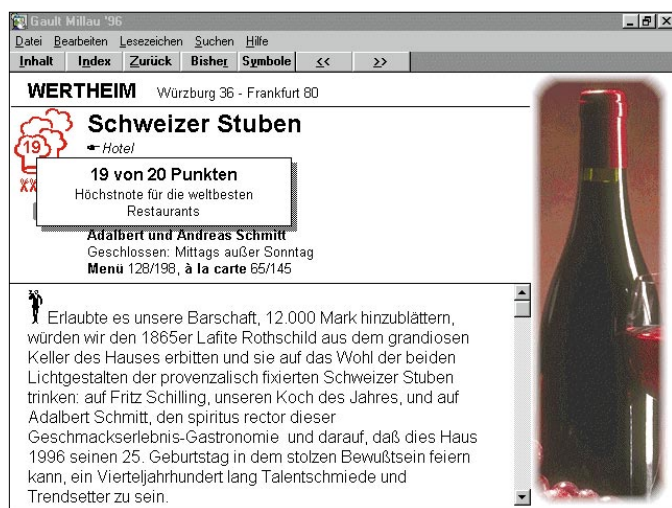 Gault Millau '96
Datei Bearbeiten Lesezeichen Suchen Hilfe
Inhalt Index Zurück Bisher Symbole << >>
WERTHEIM Würzburg 36 - Frankfurt 80
Schweizer Stuben
19
Hotel
19 von 20 Punkten
Höchstnote für die weltbesten
Restaurants
Adalbert und Andreas Schmitt
Geschlossen: Mittags außer Sonntag
Menü 128/198, à la carte 65/145
Erlaubte es unsere Barschaft, 12.000 Mark hinzublättern,
würden wir den 1865er Lafite Rothschild aus dem grandiosen
Keller des Hauses erbitten und sie auf das Wohl der beiden
Lichtgestalten der provenzalisch fixierten Schweizer Stuben
trinken: auf Fritz Schilling, unseren Koch des Jahres, und auf
Adalbert Schmitt, den spiritus rector dieser
Geschmackserlebnis-Gastronomie und darauf, daß dies Haus
1996 seinen 25. Geburtstag in dem stolzen Bewußtsein feiern
kann, ein Vierteljahrhundert lang Talentschmiede und
Trendsetter zu sein.